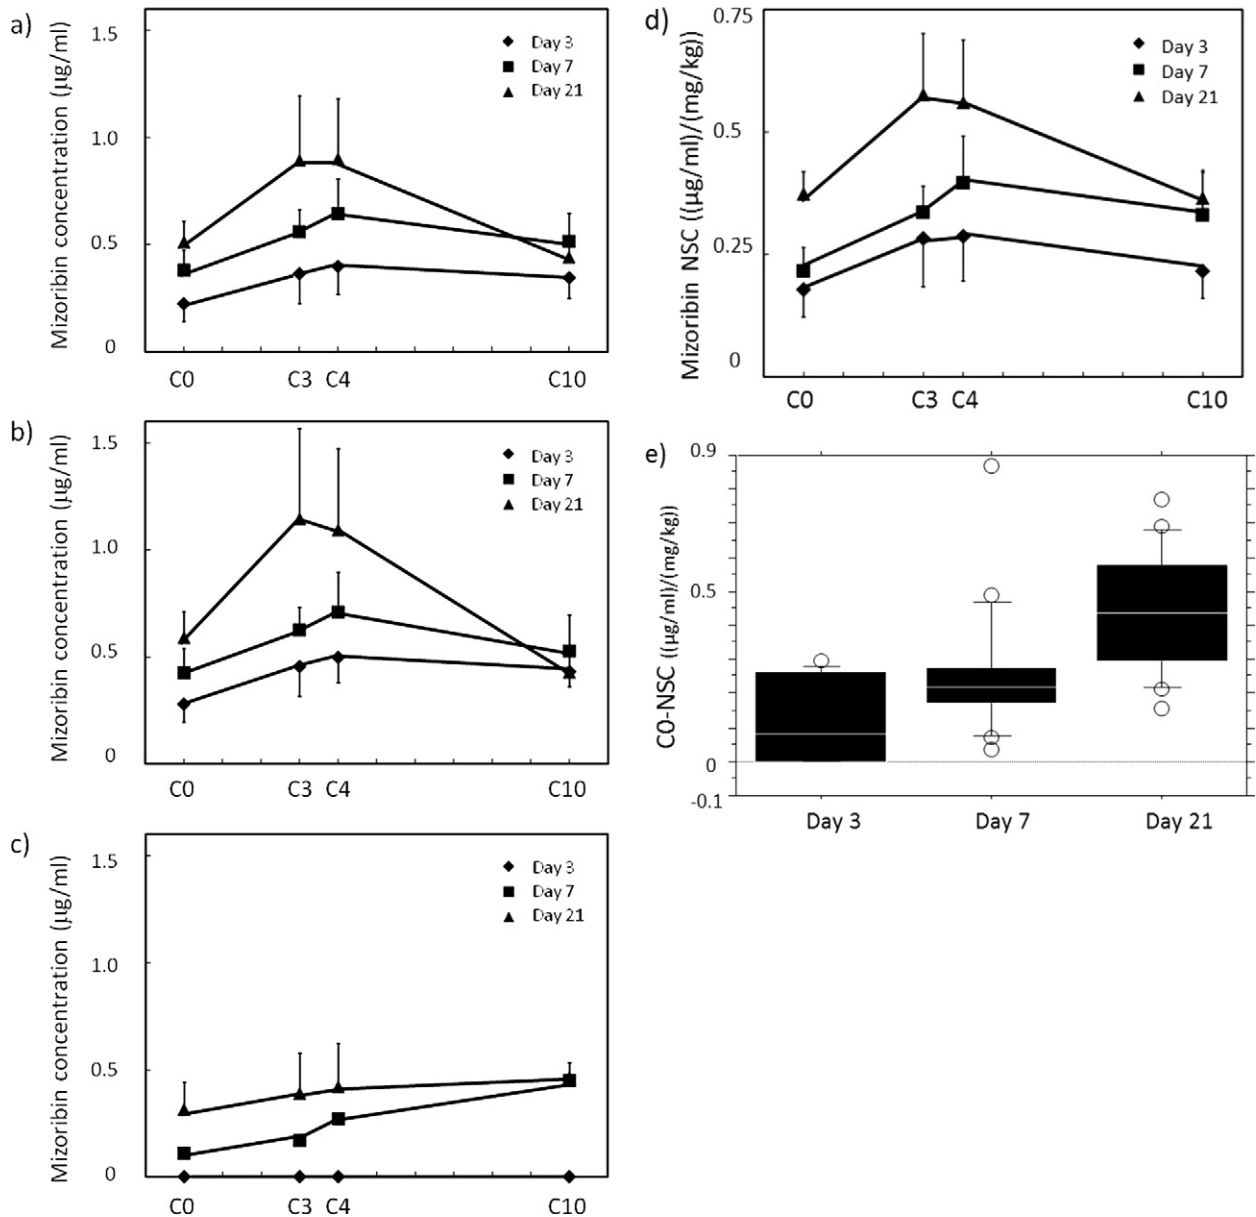 a)
Mizoribin concentration (µg/ml)
1.5
1.0
0.5
0
Day 3
Day 7
Day 21
C0 C3 C4 C10
b)
Mizoribin concentration (µg/ml)
1.5
1.0
0.5
0
Day 3
Day 7
Day 21
C0 C3 C4 C10
c)
Mizoribin concentration (µg/ml)
1.5
1.0
0.5
0
Day 3
Day 7
Day 21
C0 C3 C4 C10
d)
Mizoribin NSC ((µg/ml)/(mg/kg))
0.75
0.5
0.25
0
Day 3
Day 7
Day 21
C0 C3 C4 C10
e)
C0-NSC ((µg/ml)/(mg/kg))
0.9
0.5
0
-0.1
Day 3 Day 7 Day 21